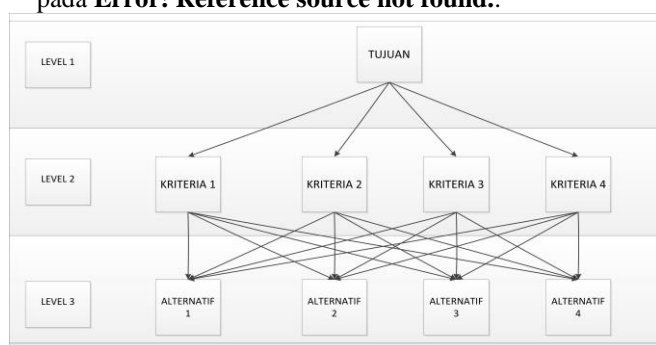 pada Error! Reference source not found..
LEVEL 1
TUJUAN
LEVEL 2
KRITERIA 1
KRITERIA 2
KRITERIA 3
KRITERIA 4
LEVEL 3
ALTERNATIF
1
ALTERNATIF
2
ALTERNATIF
3
ALTERNATIF
4